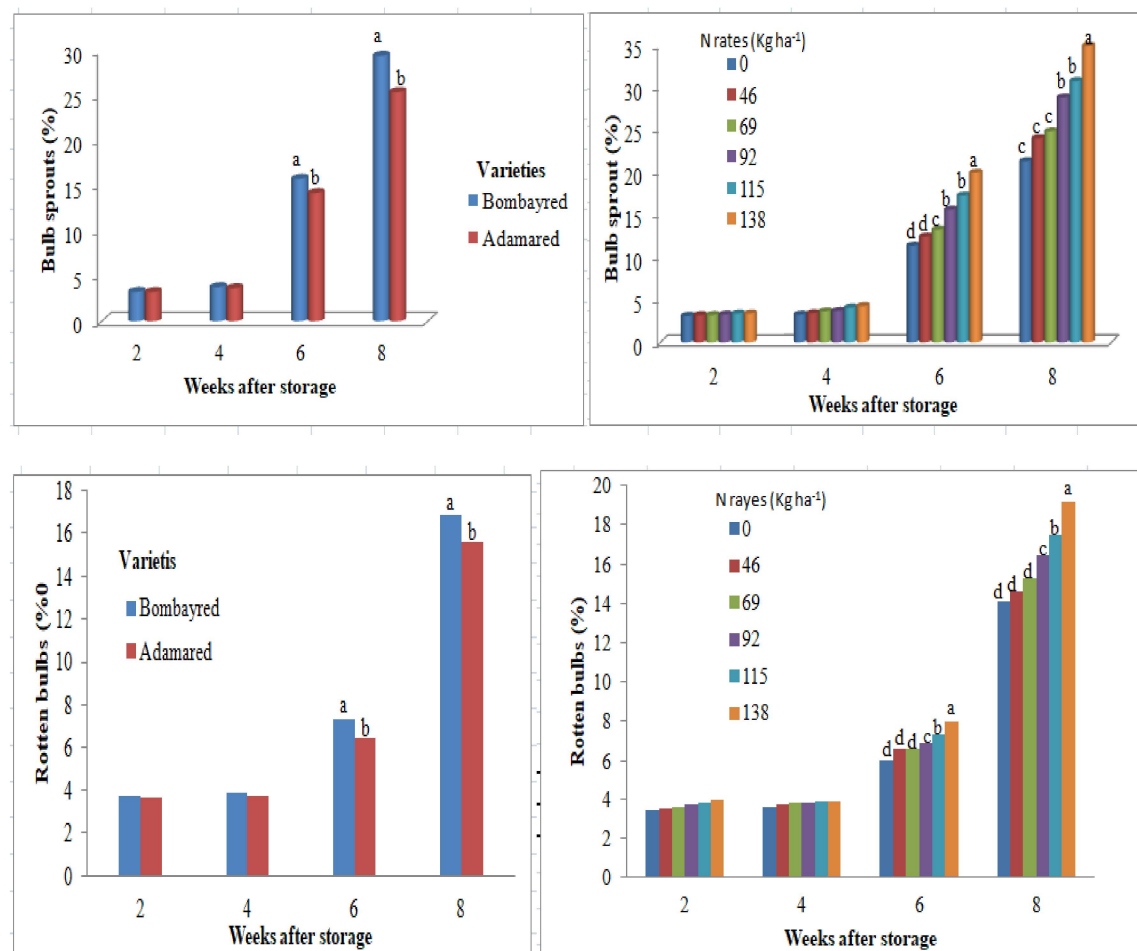 Bulb sprouts (%)
30
25
20
15
10
5
0
a
b
a
b
Varieties
Bombayred
Adamared
2 4 6 8
Weeks after storage
Bulb sprout (%)
35
30
25
20
15
10
5
0
N rates (Kg ha-1)
0
46
69
92
115
138
d d c b b a
c c c b b a
2 4 6 8
Weeks after storage
Rotten bulbs (%0
18
16
14
12
10
8
6
4
2
0
Varietis
Bombayred
Adamared
a
b
a
b
2 4 6 8
Weeks after storage
Rotten bulbs (%)
20
18
16
14
12
10
8
6
4
2
0
N rayes (Kg ha-1)
0
46
69
92
115
138
d d d c b a
d d d c b a
2 4 6 8
Weeks after storage